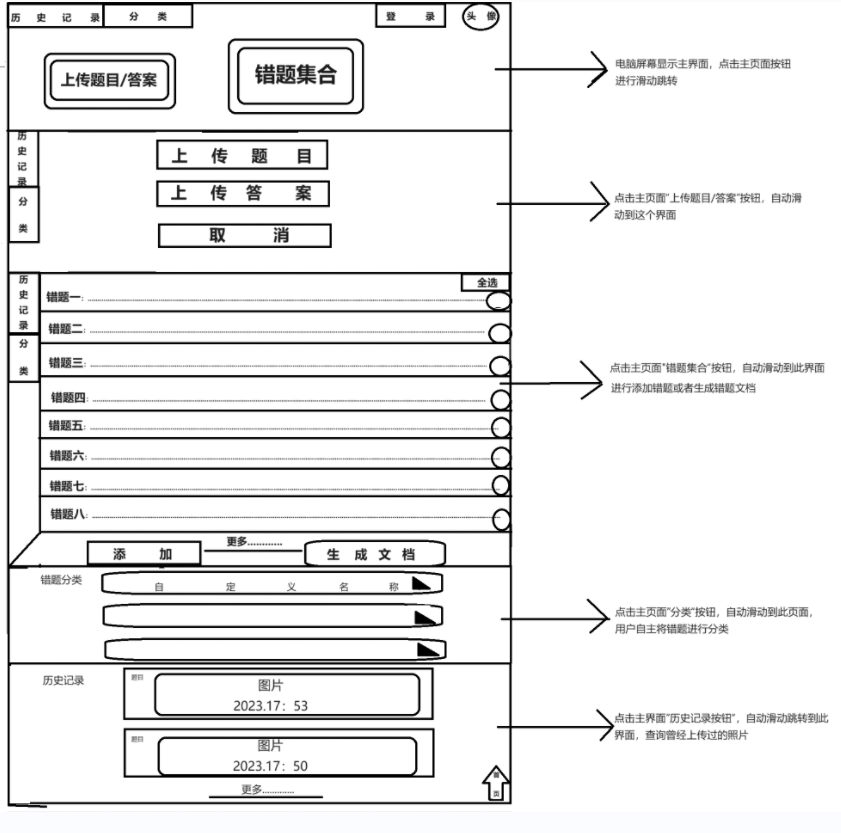 历史记录 分类 登录 头像
上传题目/答案 错题集合
电脑屏幕显示主界面，点击主页面按钮
进行滑动跳转
历史记录
上传题目
上传答案
取消
分类
点击主页面"上传题目/答案"按钮，自动滑
动到这个界面
历史记录
全选
错题一:
错题二:
分类
错题三:
错题四:
错题五:
错题六:
错题七:
错题八:
点击主页面"错题集合"按钮，自动滑动到此界面
进行添加错题或者生成错题文档
添加 更多............ 生成文档
错题分类 自定义名称
点击主页面"分类"按钮，自动滑动到此页面，
用户自主将错题进行分类
历史记录 题目 图片
2023.17：53
题目 图片
2023.17：50
更多............
首页
点击主界面"历史记录按钮"，自动滑动跳转到此
界面，查询曾经上传过的照片